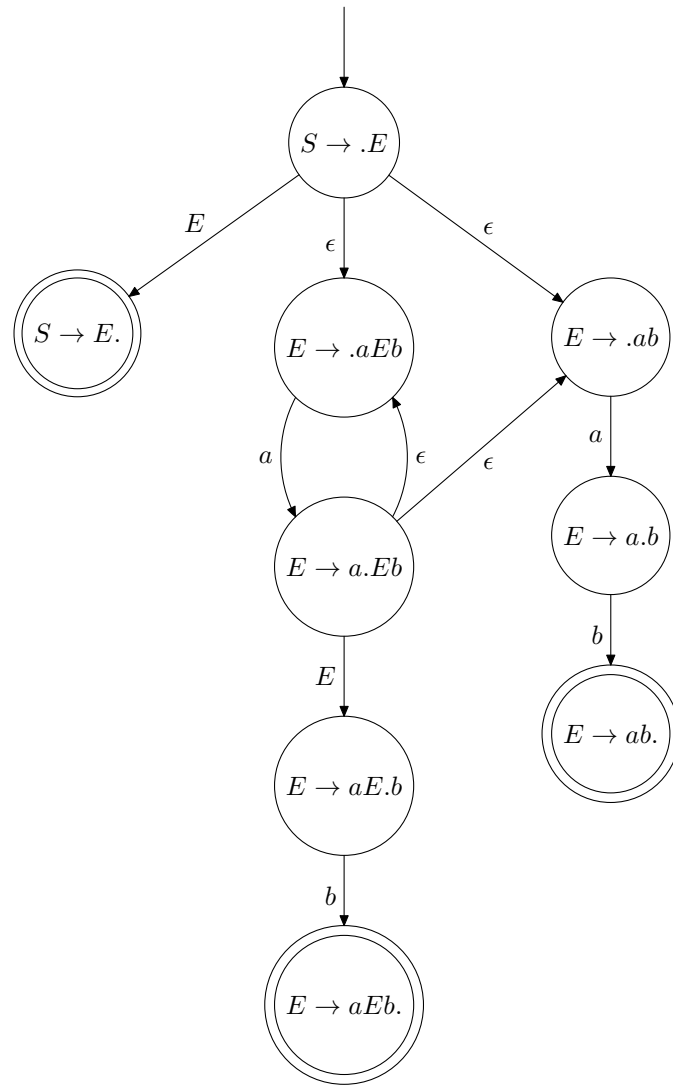 S → .E
E
ϵ
ϵ
S → E.
E → .aEb
E → .ab
a
ϵ
ϵ
a
E → a.Eb
E → a.b
E
b
E → aE.b
E → ab.
b
E → aEb.